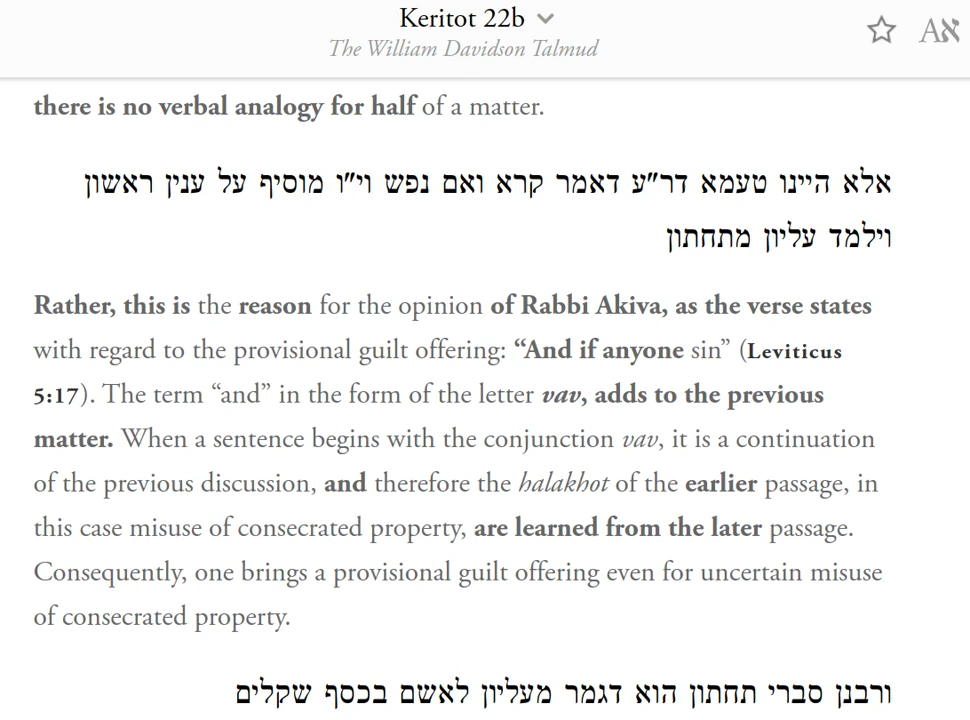 Keritot 22b
The William Davidson Talmud
Aא
there is no verbal analogy for half of a matter.
אלא היינו טעמא דר"ע דאמר קרא ואם נפש וי"ו מוסיף על ענין ראשון
וילמד עליון מתחתון
Rather, this is the reason for the opinion of Rabbi Akiva, as the verse states
with regard to the provisional guilt offering: “And if anyone sin” (Leviticus
5:17). The term “and” in the form of the letter vav, adds to the previous
matter. When a sentence begins with the conjunction vav, it is a continuation
of the previous discussion, and therefore the halakhot of the earlier passage, in
this case misuse of consecrated property, are learned from the later passage.
Consequently, one brings a provisional guilt offering even for uncertain misuse
of consecrated property.
ורבנן סברי תחתון הוא דגמר מעליון לאשם בכסף שקלים